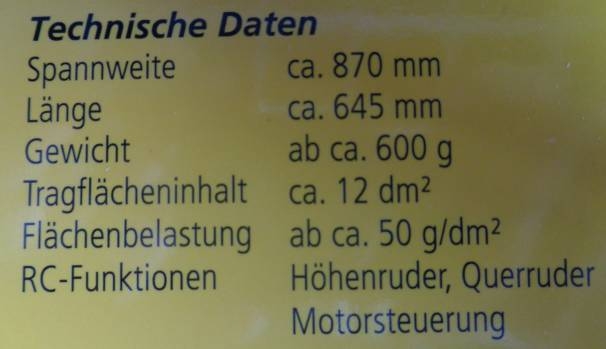 Technische Daten
Spannweite ca. 870 mm
Länge ca. 645 mm
Gewicht ab ca. 600 g
Tragflächeninhalt ca. 12 dm²
Flächenbelastung ab ca. 50 g/dm²
RC-Funktionen Höhenruder, Querruder
Motorsteuerung